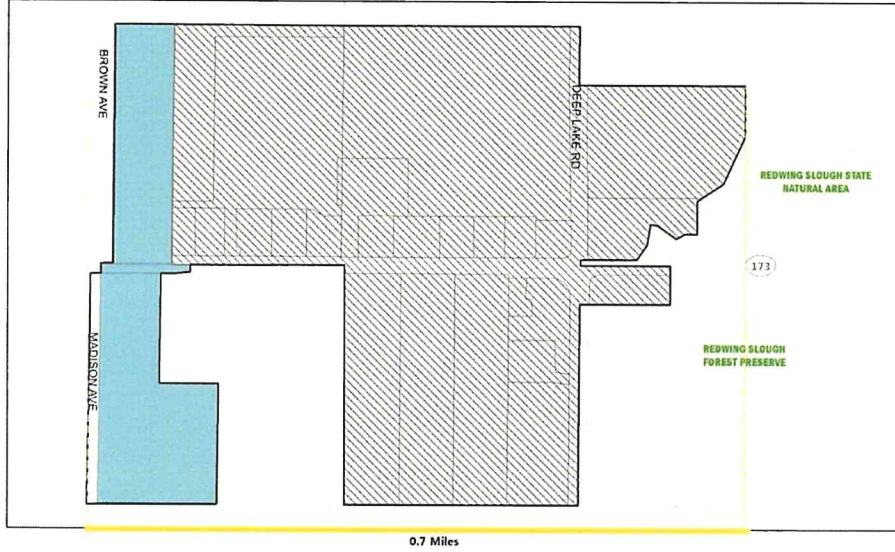 BROWN AVE
DEEP LAKE RD
REDWING SLOUGH STATE
NATURAL AREA
173
MADISON AVE
REDWING SLOUGH
FOREST PRESERVE
0.7 Miles